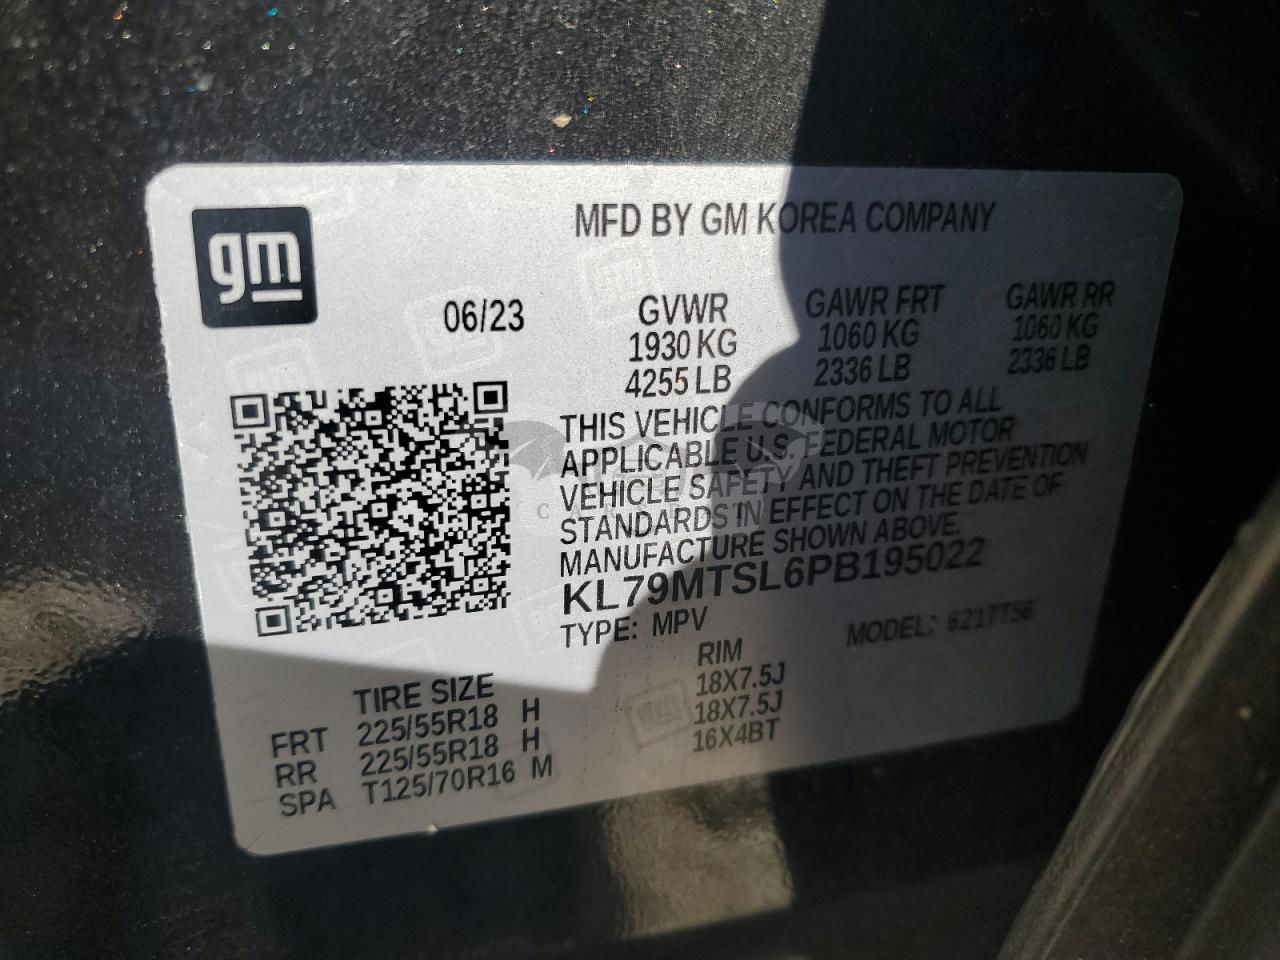 gm
MFD BY GM KOREA COMPANY
06/23
GVWR GAWR FRT GAWR RR
1930 KG 1060 KG 1060 KG
4255 LB 2336 LB 2336 LB
THIS VEHICLE CONFORMS TO ALL
APPLICABLE U.S. FEDERAL MOTOR
VEHICLE SAFETY AND THEFT PREVENTION
STANDARDS IN EFFECT ON THE DATE OF
MANUFACTURE SHOWN ABOVE.
KL79MTSL6PB195022
TYPE: MPV MODEL: 621TT56
TIRE SIZE RIM
FRT 225/55R18 H 18X7.5J
RR 225/55R18 H 18X7.5J
SPA T125/70R16 M 16X4BT